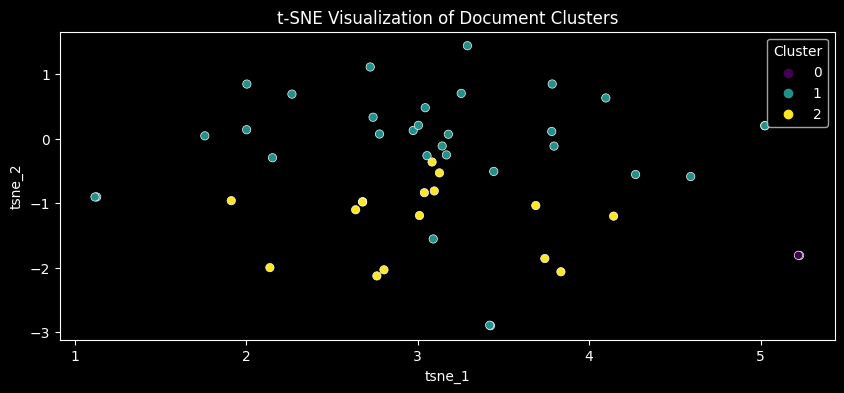 t-SNE Visualization of Document Clusters
Cluster
0
1
2
1
0
−1
−2
−3
tsne_2
1 2 3 4 5
tsne_1